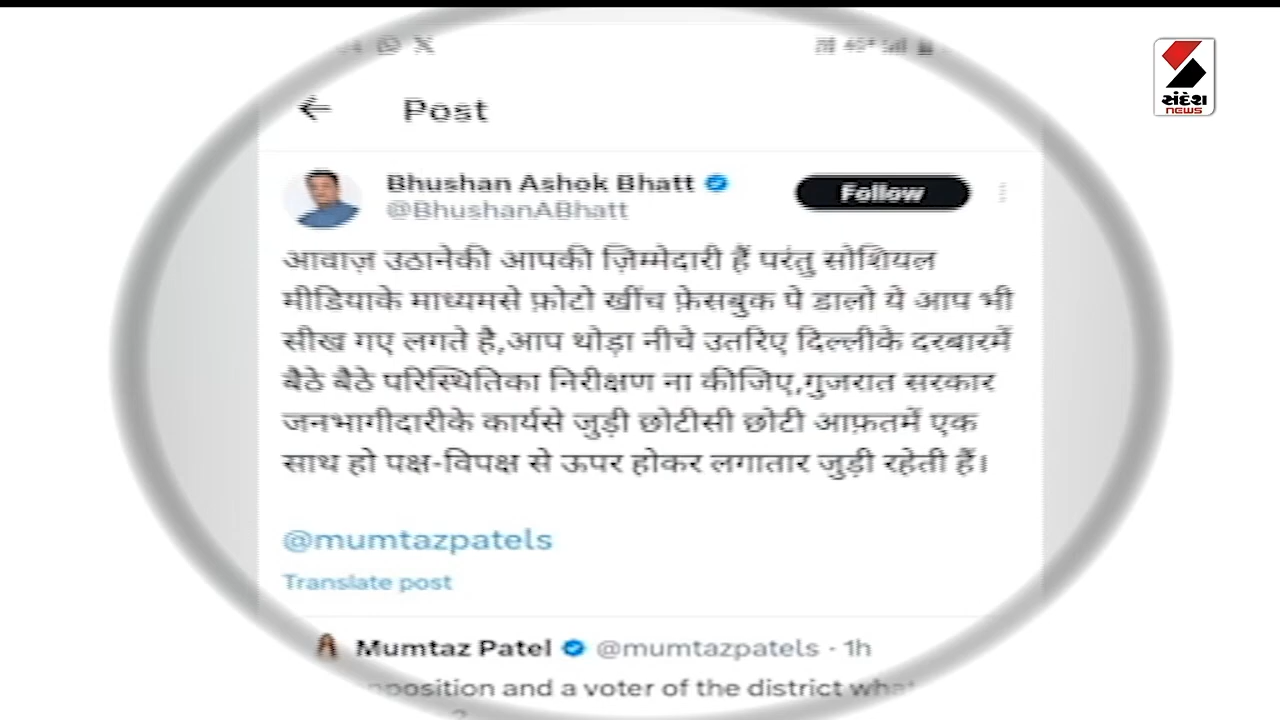 संदेश NEWS
Post
Bhushan Ashok Bhatt
Follow
@BhushanABhatt
आवाज़ उठानेकी आपकी ज़िम्मेदारी हैं परंतु सोशियल
मीडियाके माध्यमसे फ़ोटो खींच फ़ेसबुक पे डालो ये आप भी
सीख गए लगते है,आप थोड़ा नीचे उतरिए दिल्लीके दरबारमें
बैठे बैठे परिस्थितिका निरीक्षण ना कीजिए,गुजरात सरकार
जनभागीदारीके कार्यसे जुड़ी छोटीसी छोटी आफ़तमें एक
साथ हो पक्ष-विपक्ष से ऊपर होकर लगातार जुड़ी रहेती हैं।
@mumtazpatels
Translate post
Mumtaz Patel @mumtazpatels · 1h
and a voter of the district